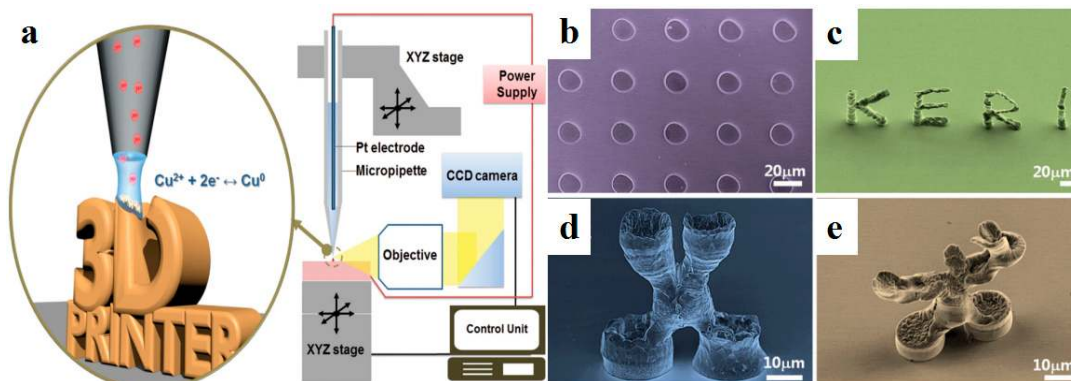 a
Cu²⁺ + 2e⁻ ↔ Cu⁰
3D
PRINTER
XYZ stage
Power
Supply
Pt electrode
Micropipette
CCD camera
Objective
Control Unit
XYZ stage
b
20μm
c
K E R I
20μm
d
10μm
e
10μm